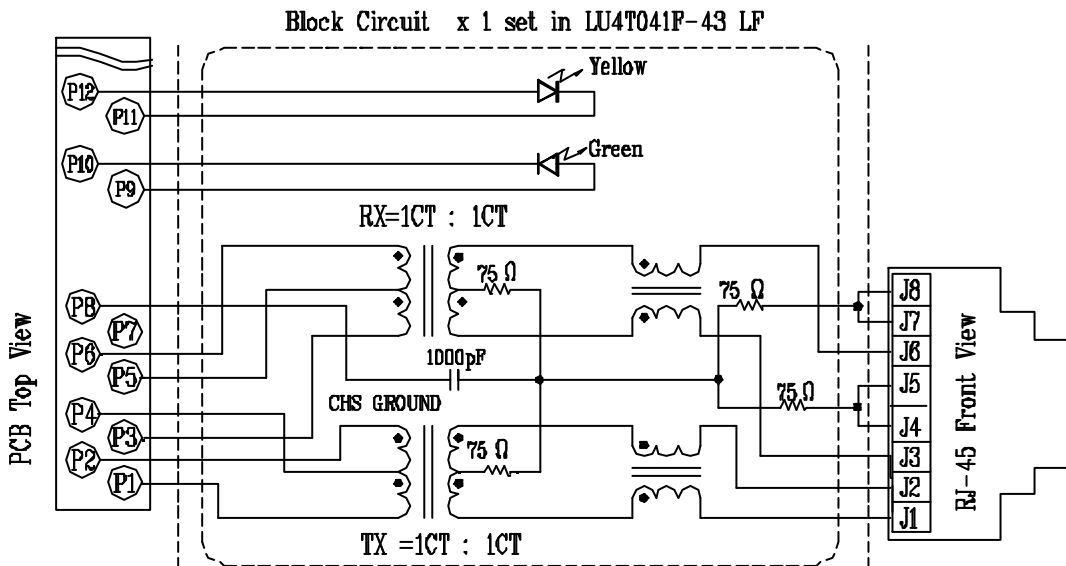 Block Circuit x 1 set in LU4T041F-43 LF
P12
Yellow
P11
P10
Green
P9
RX=1CT : 1CT
75 Ω
75 Ω
J8
P8
J7
P7
J6
P6
1000pF
P5
75 Ω
J5
CHS GROUND
P4
J4
P3
75 Ω
J3
P2
J2
P1
J1
TX =1CT : 1CT
PCB Top View
RJ-45 Front View